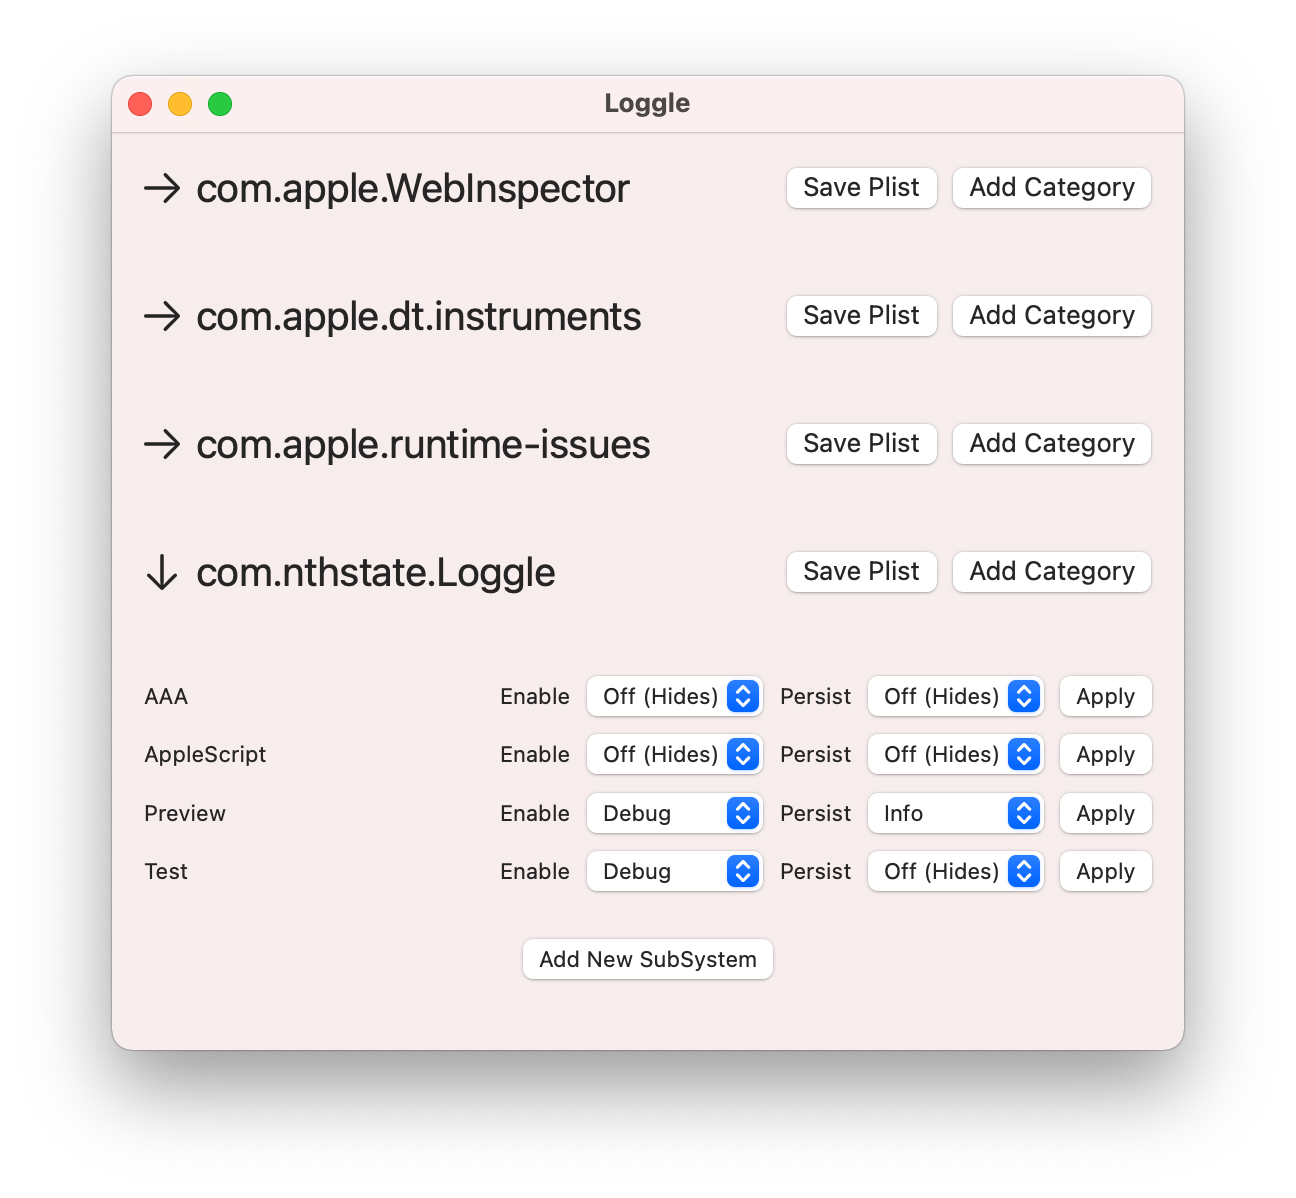 Loggle
com.apple.WebInspector Save Plist Add Category
com.apple.dt.instruments Save Plist Add Category
com.apple.runtime-issues Save Plist Add Category
com.nthstate.Loggle Save Plist Add Category
AAA Enable Off (Hides) Persist Off (Hides) Apply
AppleScript Enable Off (Hides) Persist Off (Hides) Apply
Preview Enable Debug Persist Info Apply
Test Enable Debug Persist Off (Hides) Apply
Add New SubSystem